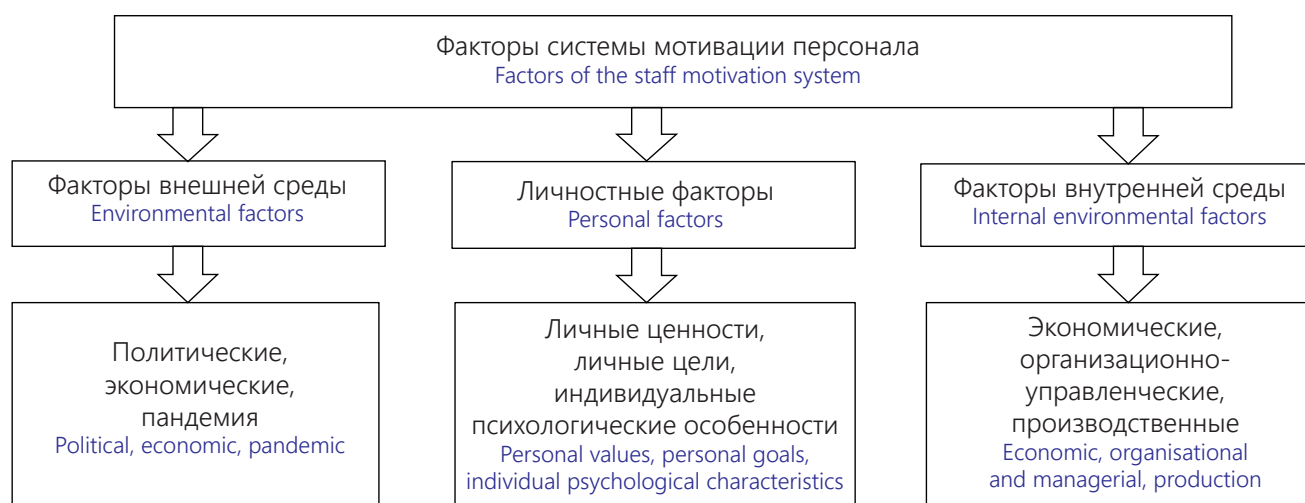 Факторы системы мотивации персонала
Factors of the staff motivation system
Факторы внешней среды
Environmental factors
Личностные факторы
Personal factors
Факторы внутренней среды
Internal environmental factors
Политические,
экономические,
пандемия
Political, economic, pandemic
Личные ценности,
личные цели,
индивидуальные
психологические особенности
Personal values, personal goals,
individual psychological characteristics
Экономические,
организационно-
управленческие,
производственные
Economic, organisational
and managerial, production